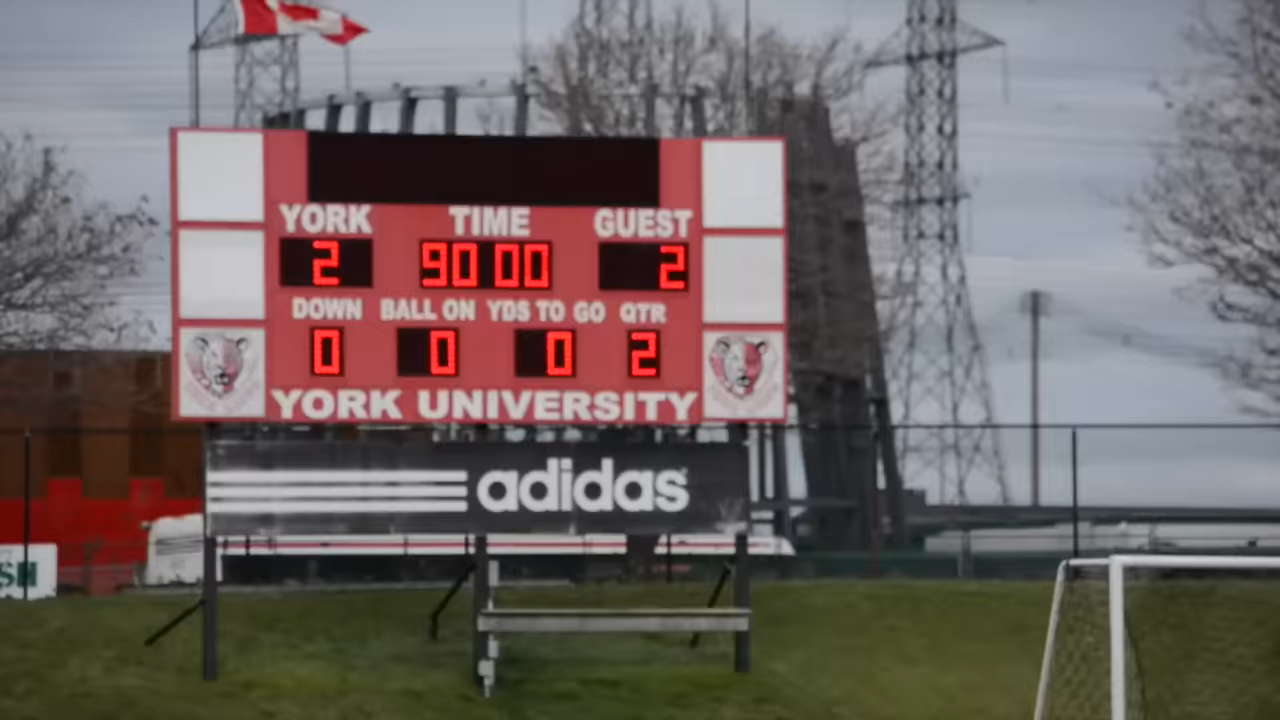 YORK TIME GUEST
2 90 00 2
DOWN BALL ON YDS TO GO QTR
0 0 0 2
YORK UNIVERSITY
adidas
SH